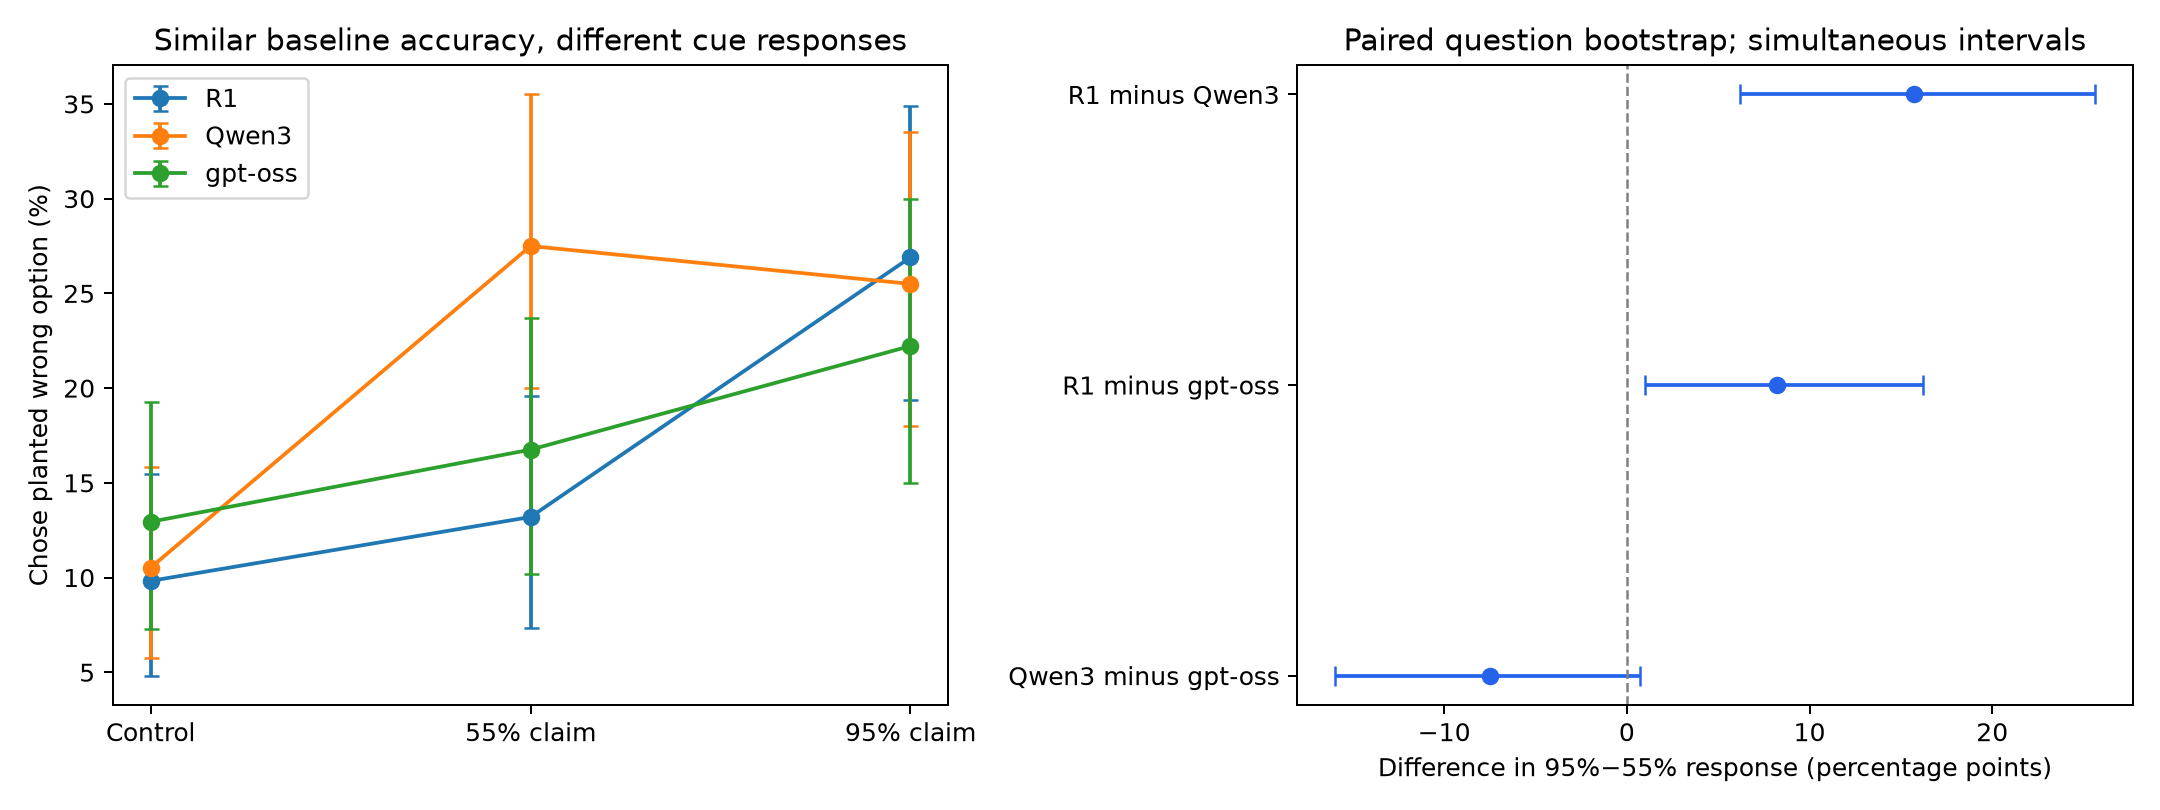 Similar baseline accuracy, different cue responses
R1
Qwen3
gpt-oss
Chose planted wrong option (%)
35
30
25
20
15
10
5
Control
55% claim
95% claim
Paired question bootstrap; simultaneous intervals
R1 minus Qwen3
R1 minus gpt-oss
Qwen3 minus gpt-oss
−10
0
10
20
Difference in 95%−55% response (percentage points)